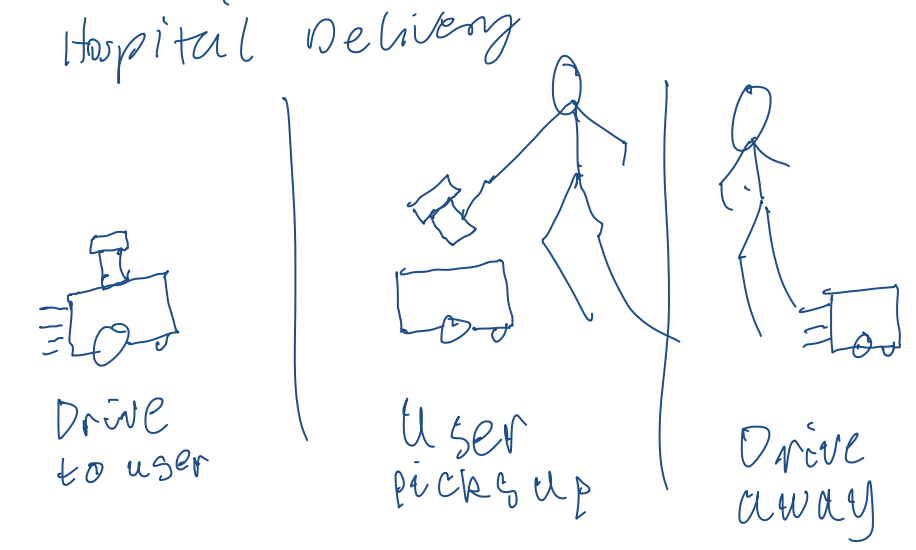 Hospital Delivery
Drive
to user
User
picks up
Drive
away